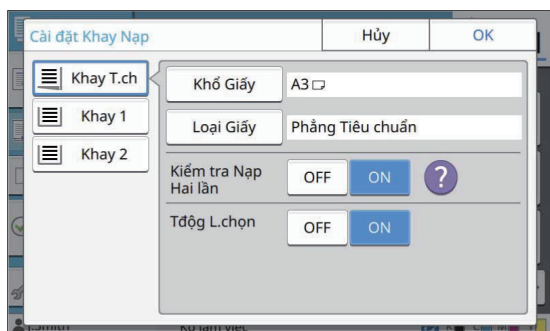 Cài đặt Khay Nạp
Hủy
OK
Khay T.ch
Khay 1
Khay 2
Khổ Giấy
A3
Loại Giấy
Phẳng Tiêu chuẩn
Kiểm tra Nạp
Hai lần
OFF
ON
?
Tđộg L.chọn
OFF
ON